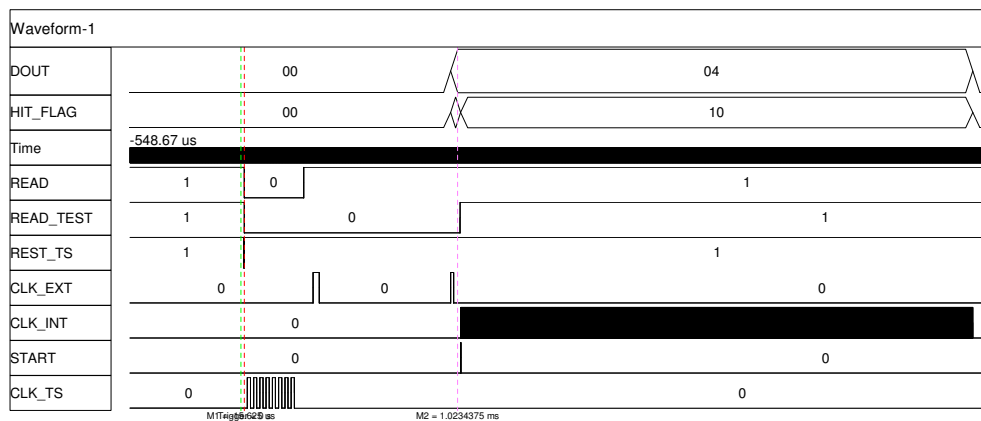 Waveform-1
DOUT 00 04
HIT_FLAG 00 10
Time -548.67 us
READ 1 0 1
READ_TEST 1 0 1
REST_TS 1 1
CLK_EXT 0 0 0
CLK_INT 0
START 0 0
CLK_TS 0 0
M2 = 1.0234375 ms